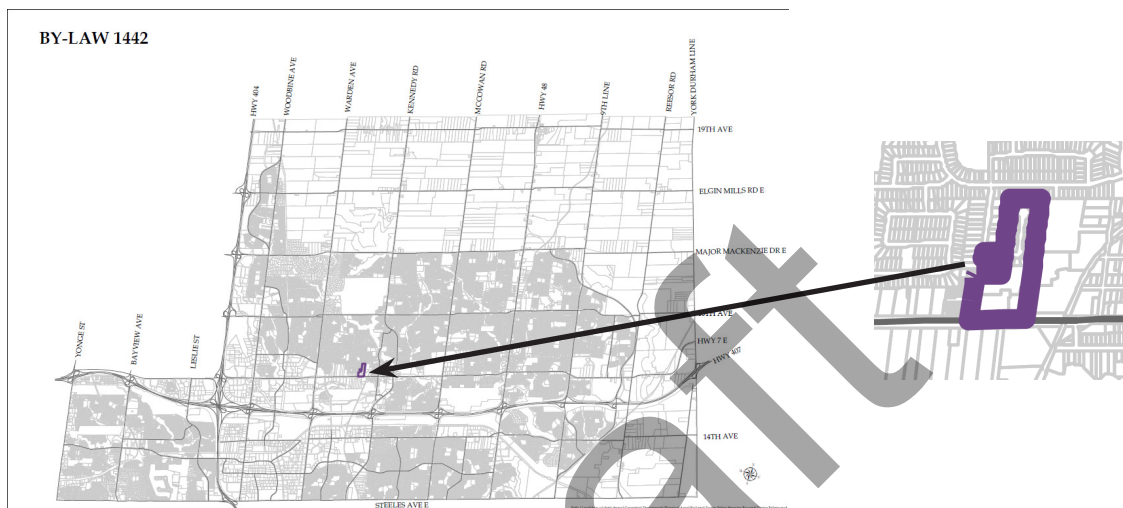 BY-LAW 1442
HWY 404
WOODBINE AVE
WARDEN AVE
KENNEDY RD
MCCOWAN RD
HWY 48
9TH LINE
REESOR RD
YORK DURHAM LINE
19TH AVE
ELGIN MILLS RD E
MAJOR MACKENZIE DR E
16TH AVE
HWY 7 E
HWY 407
YONGE ST
BAYVIEW AVE
LESLIE ST
14TH AVE
STEELES AVE E